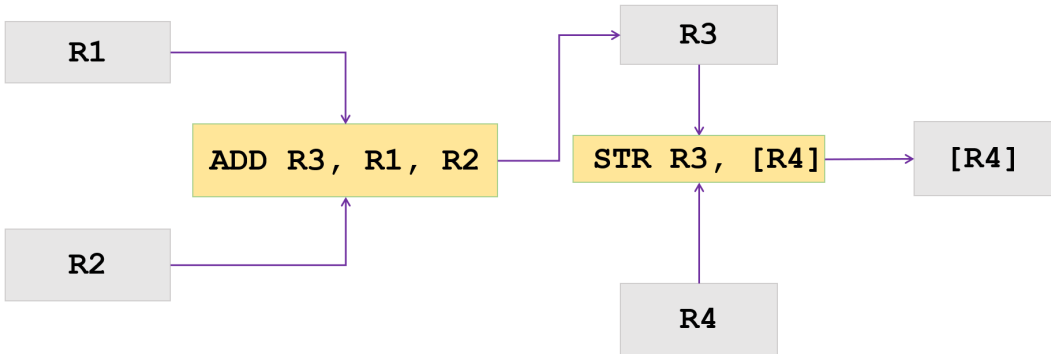 R1
R2
ADD R3, R1, R2
R3
STR R3, [R4]
R4
[R4]